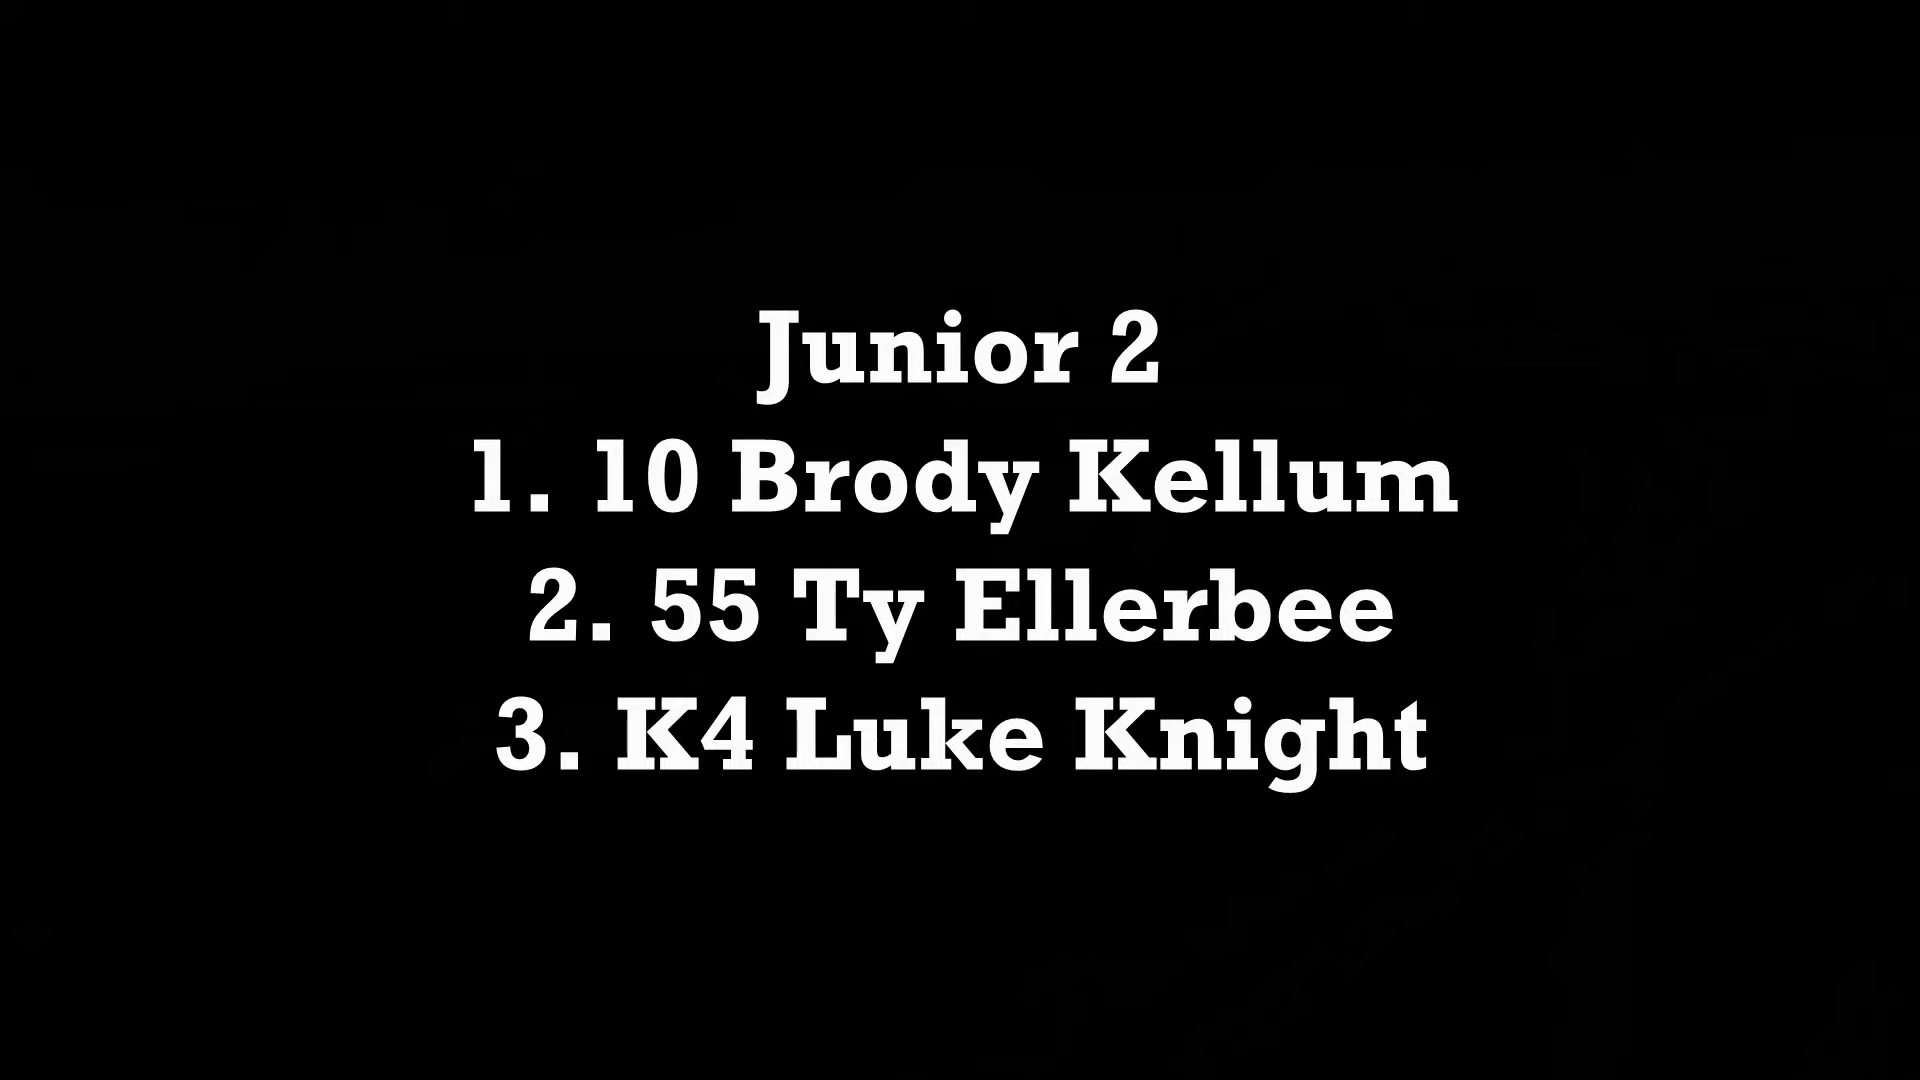 Junior 2
1. 10 Brody Kellum
2. 55 Ty Ellerbee
3. K4 Luke Knight